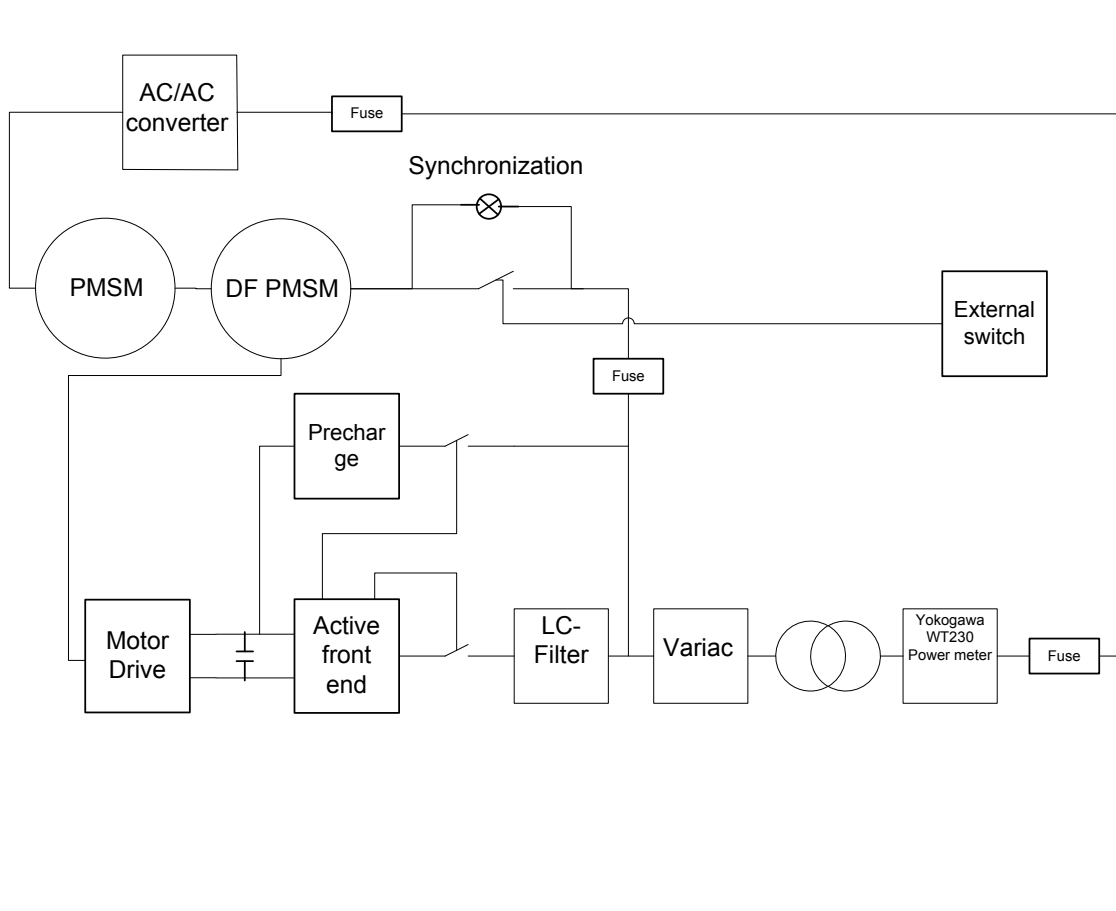 AC/AC
converter
Fuse
Synchronization
PMSM
DF PMSM
External
switch
Fuse
Prechar
ge
Motor
Drive
Active
front
end
LC-
Filter
Variac
Yokogawa
WT230
Power meter
Fuse